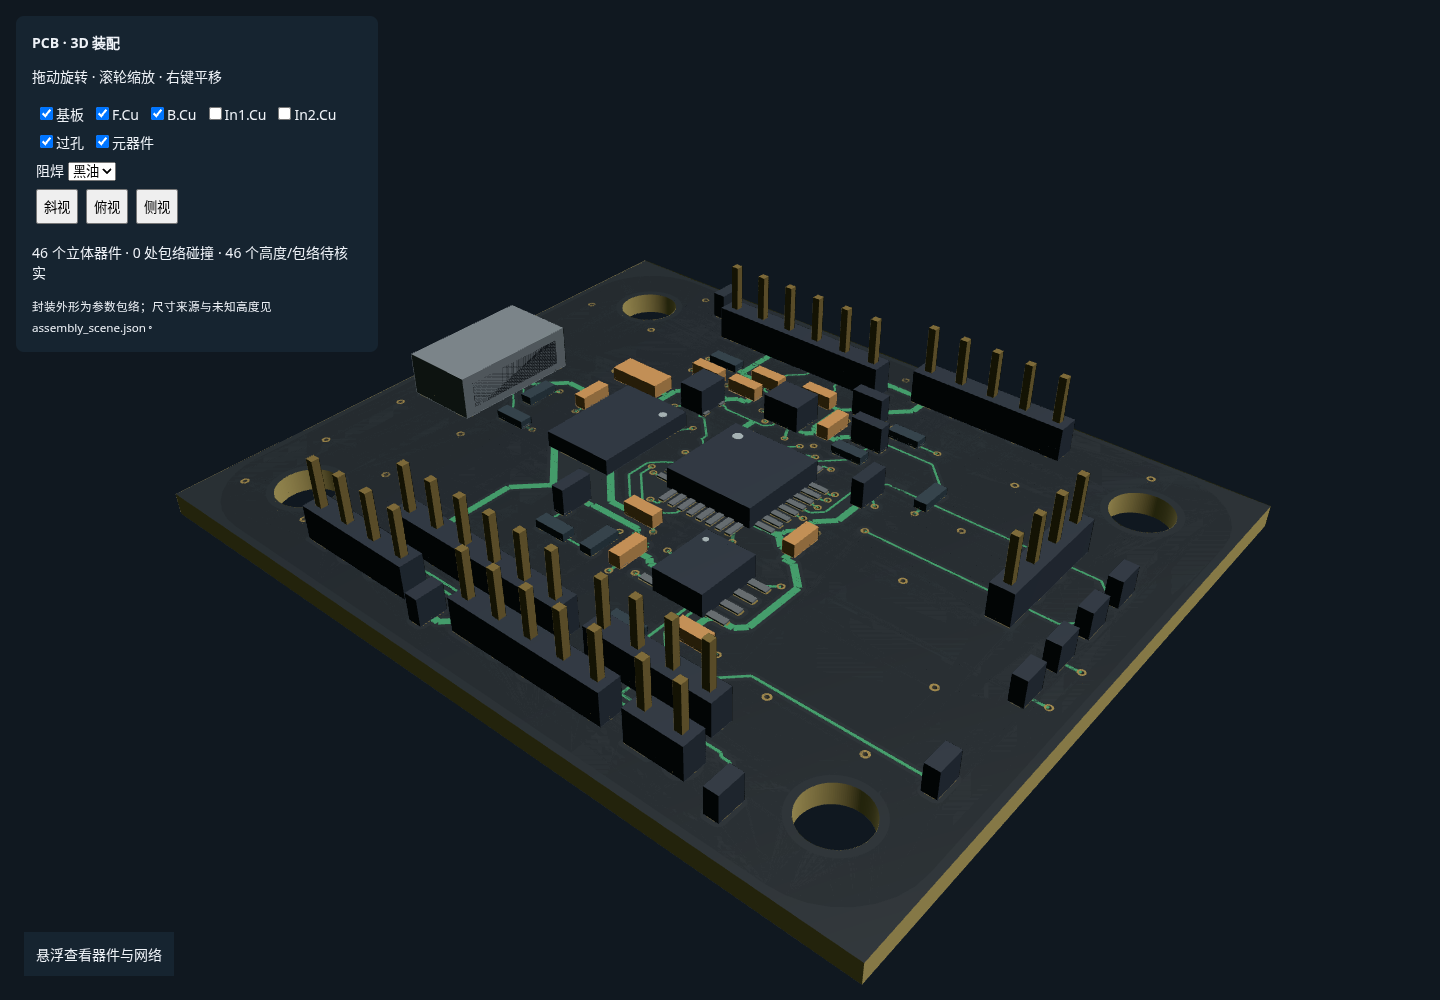 PCB · 3D 装配
拖动旋转 · 滚轮缩放 · 右键平移
基板 F.Cu B.Cu In1.Cu In2.Cu
过孔 元器件
阻焊 黑油
斜视 俯视 侧视
46 个立体器件 · 0 处包络碰撞 · 46 个高度/包络待核
实
封装外形为参数包络；尺寸来源与未知高度见
assembly_scene.json。
悬浮查看器件与网络